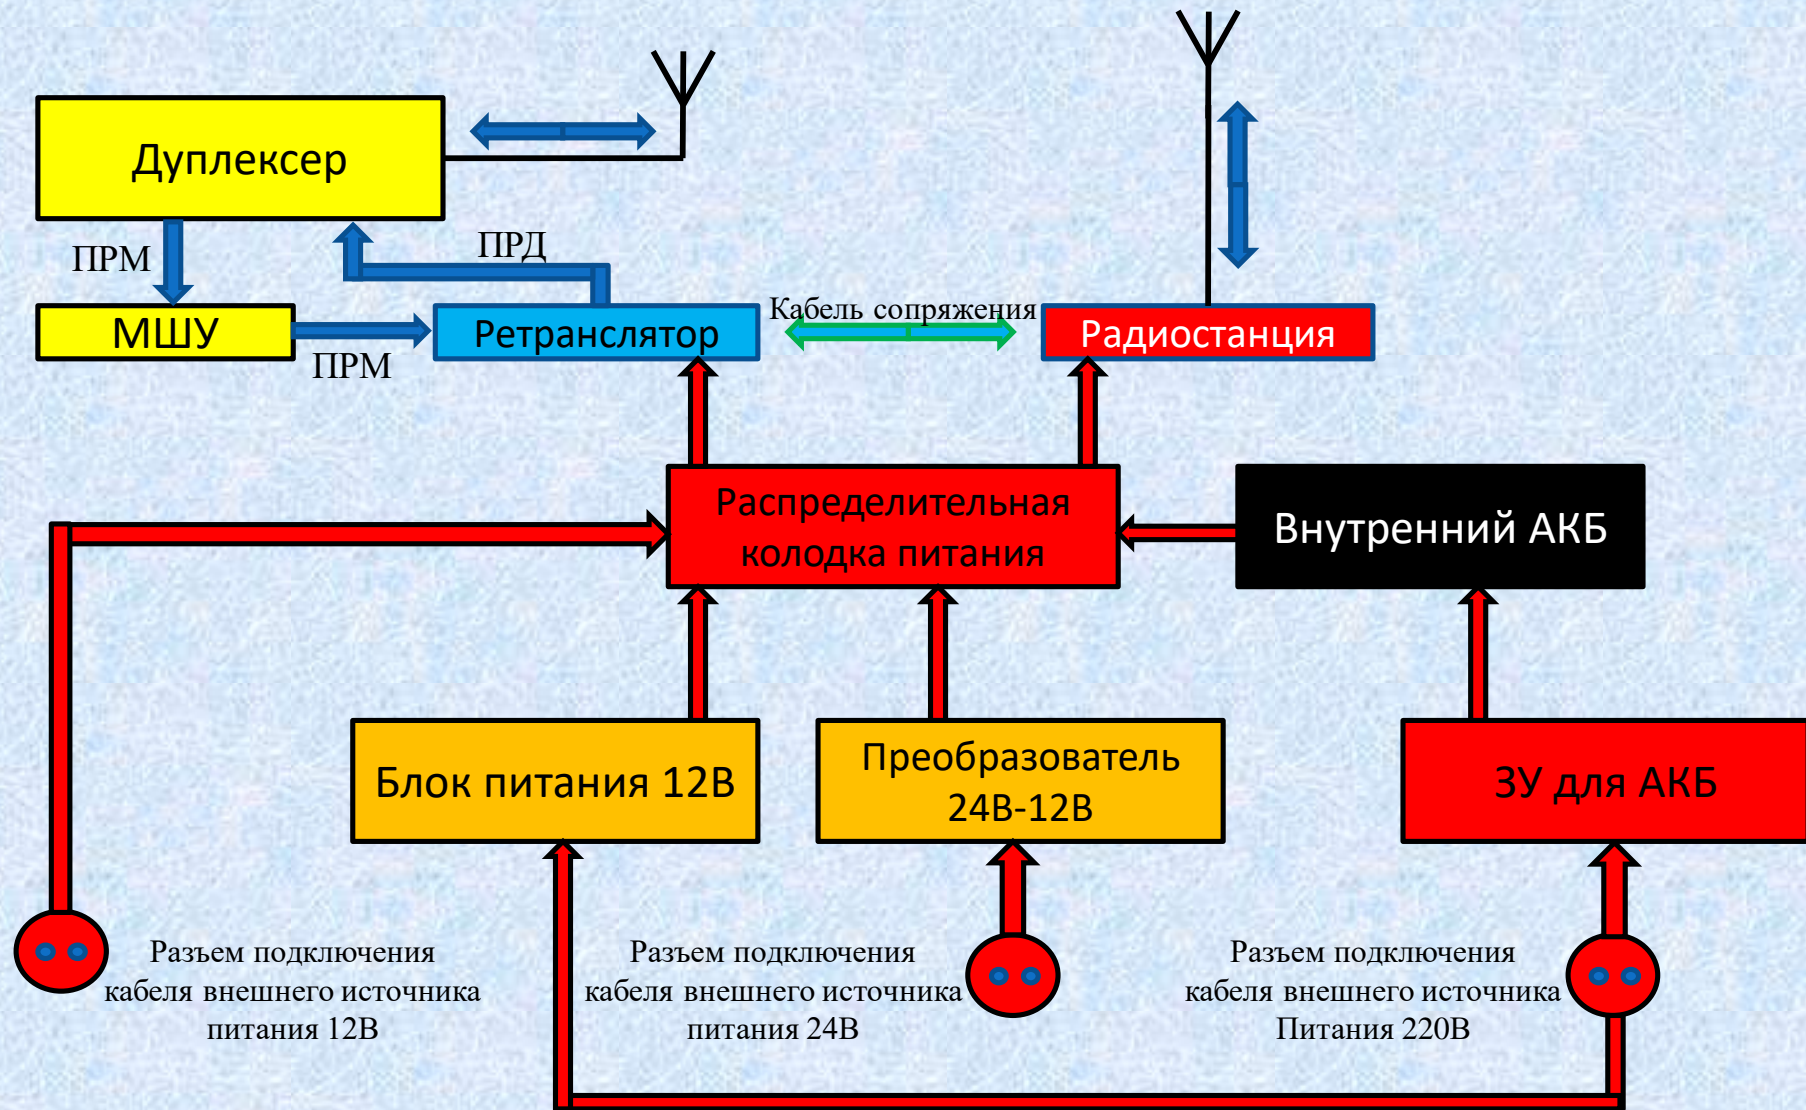 Дуплексер
ПРМ
ПРД
МШУ
ПРМ
Ретранслятор
Кабель сопряжения
Радиостанция
Распределительная
колодка питания
Внутренний АКБ
Блок питания 12В
Преобразователь
24В-12В
ЗУ для АКБ
Разъем подключения
кабеля внешнего источника
питания 12В
Разъем подключения
кабеля внешнего источника
питания 24В
Разъем подключения
кабеля внешнего источника
Питания 220В